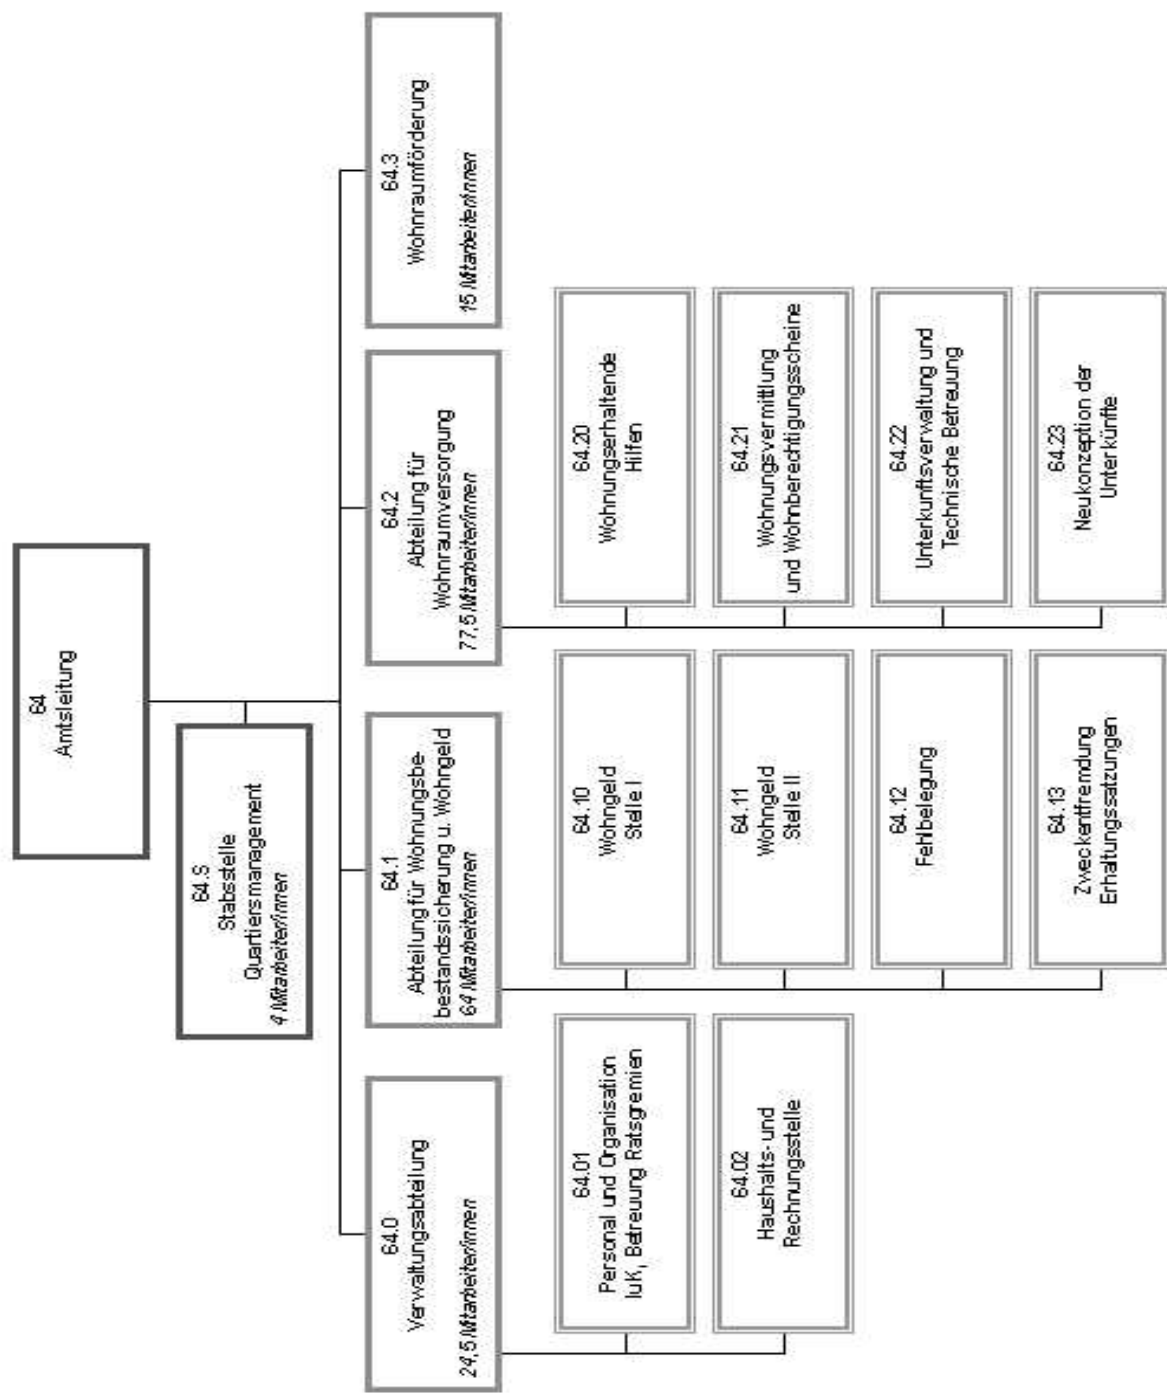 64
Amtsleitung
64.S
Stabsstelle
Quartiersmanagement
4 Mitarbeiter/innen
64.0
Verwaltungsabteilung
24,5 Mitarbeiter/innen
64.1
Abteilung für Wohnungsbe-
bestandssicherung u. Wohngeld
64 Mitarbeiter/innen
64.2
Abteilung für
Wohnraumversorgung
77,5 Mitarbeiter/innen
64.3
Wohnraumförderung
15 Mitarbeiter/innen
64.01
Personal und Organisation
IuK, Betreuung Ratsgremien
64.02
Haushalts- und
Rechnungsstelle
64.10
Wohngeld
Stelle I
64.11
Wohngeld
Stelle II
64.12
Fehlbelegung
64.13
Zweckentfremdung
Erhaltungssatzungen
64.20
Wohnungserhaltende
Hilfen
64.21
Wohnungsvermittlung
und Wohnberechtigungsscheine
64.22
Unterkunftsverwaltung und
Technische Betreuung
64.23
Neukonzeption der
Unterkünfte